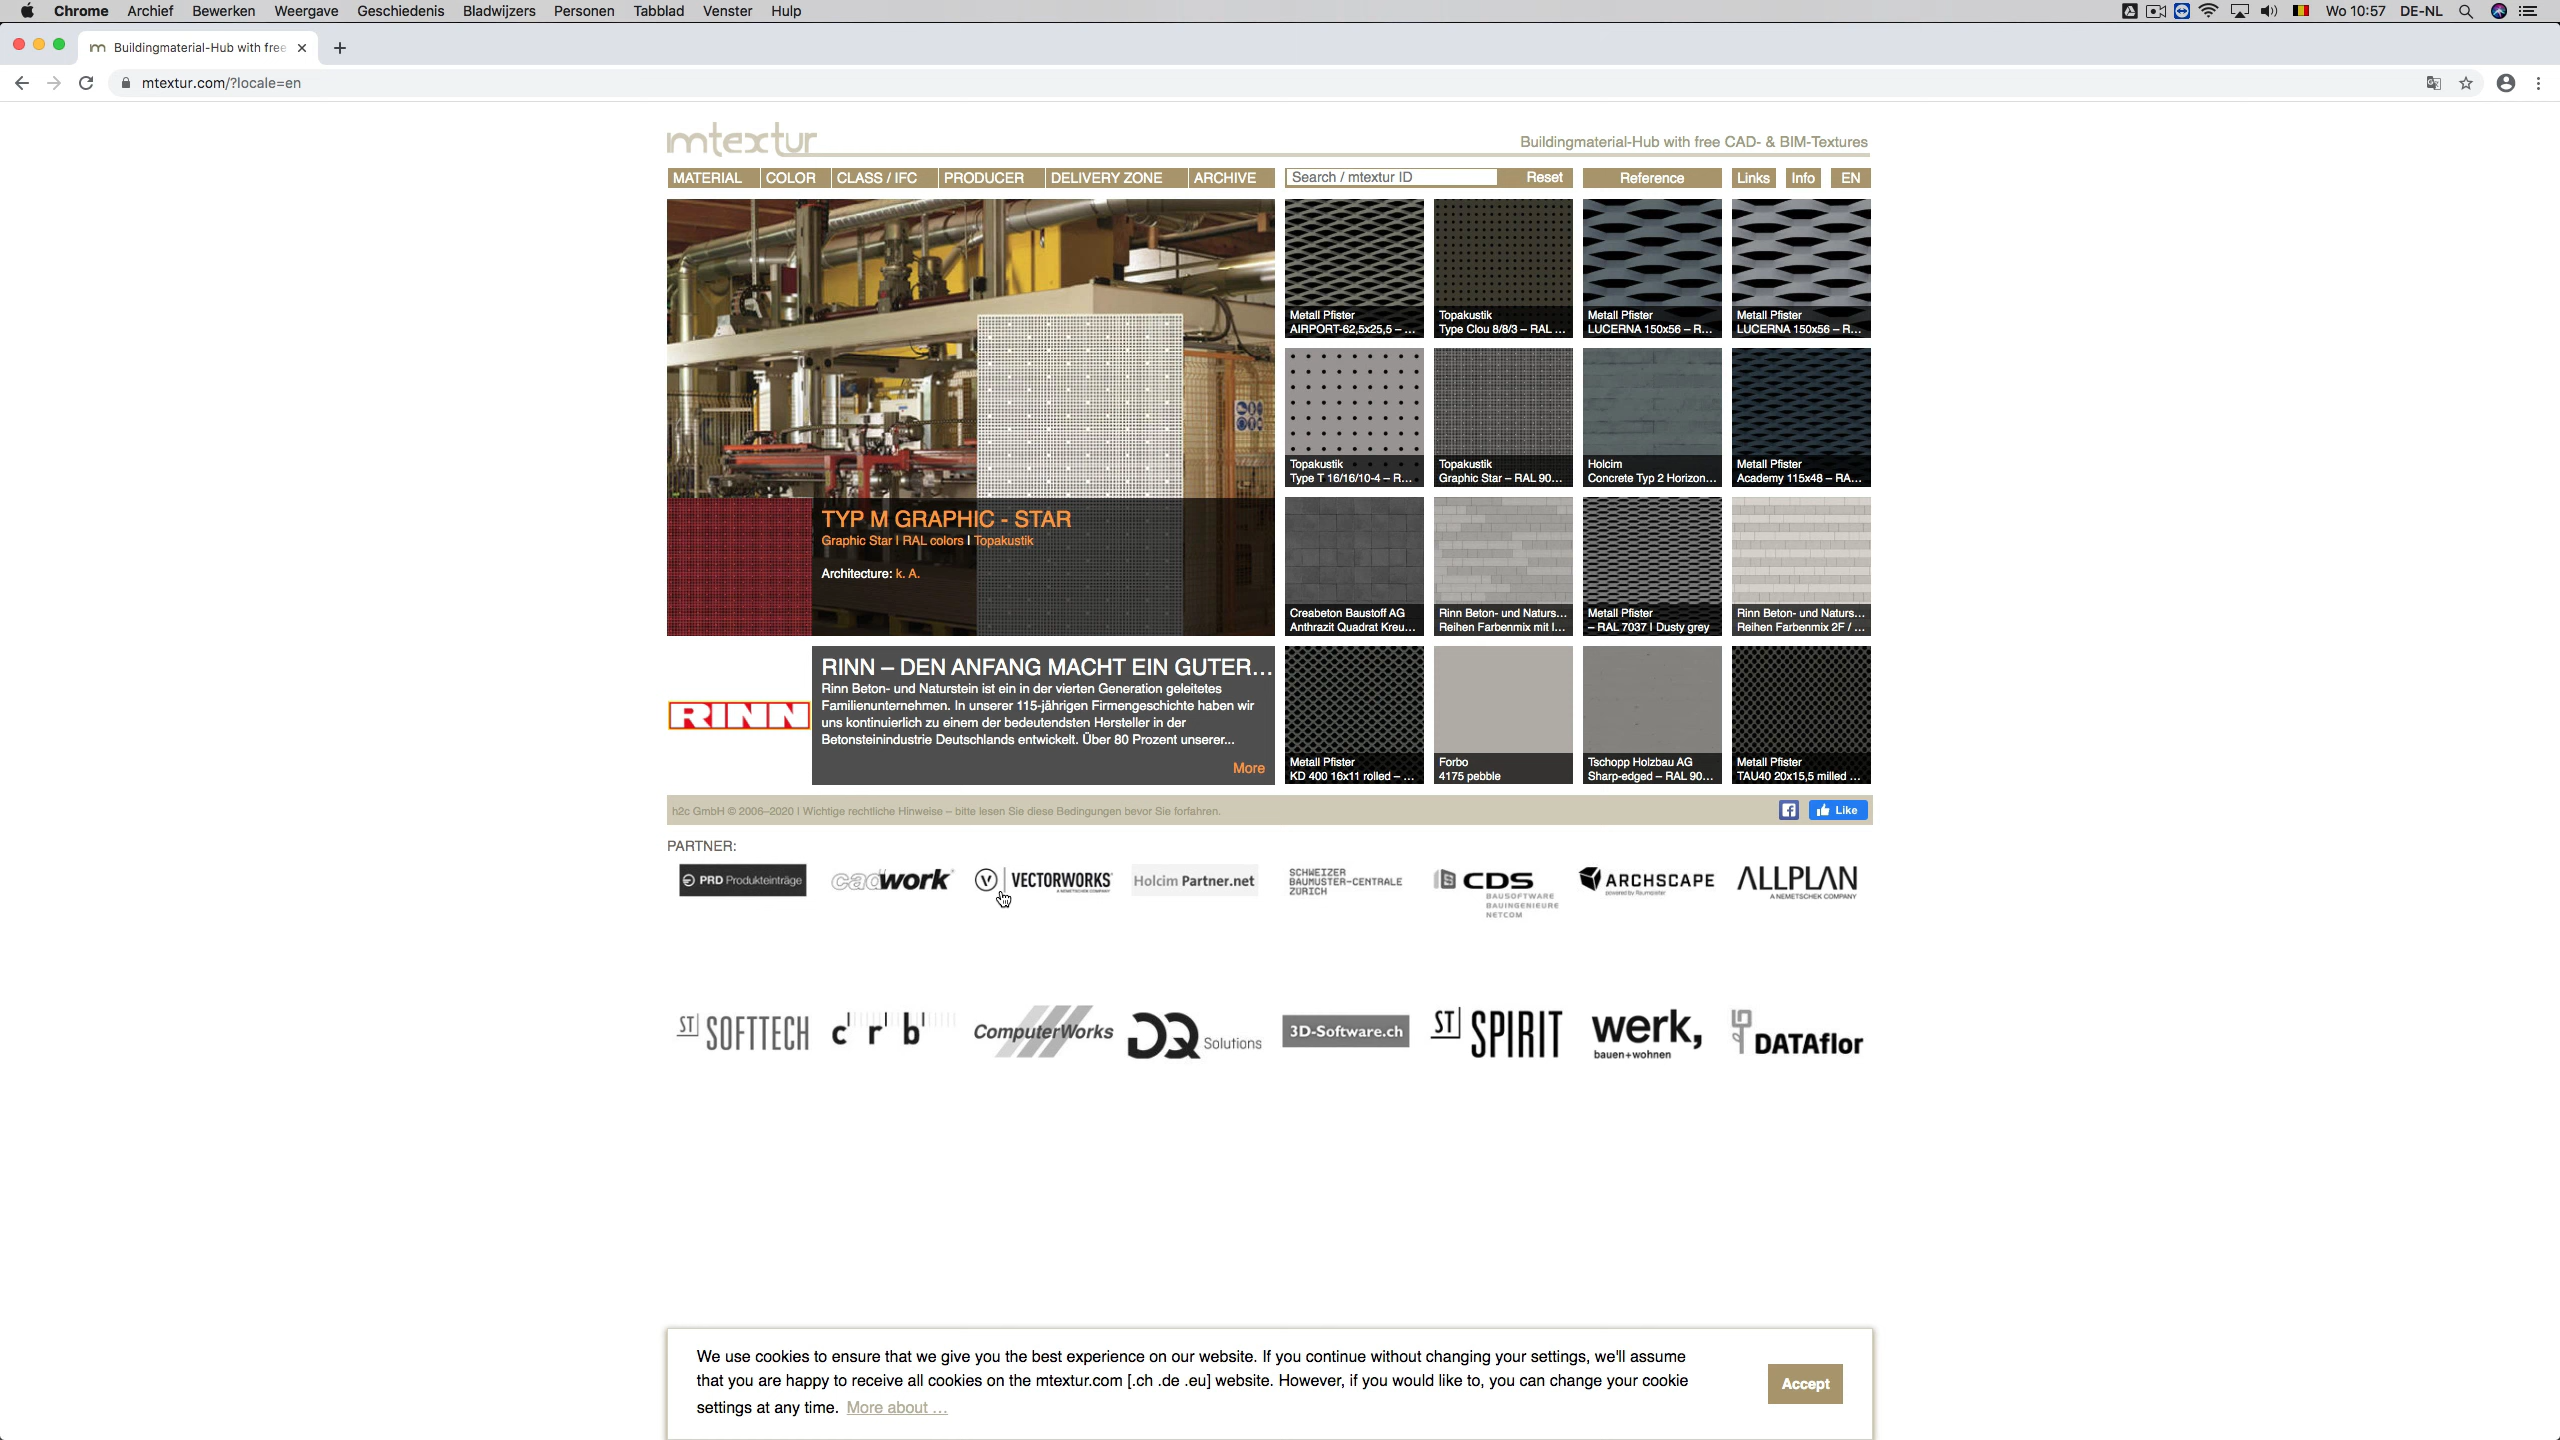 Chrome Archief Bewerken Weergave Geschiedenis Bladwijzers Personen Tabblad Venster Hulp Wo 10:57 DE-NL
Buildingmaterial-Hub with free
mtextur.com/?locale=en
mtextur
Buildingmaterial-Hub with free CAD- & BIM-Textures
MATERIAL COLOR CLASS / IFC PRODUCER DELIVERY ZONE ARCHIVE Search / mtextur ID Reset Reference Links Info EN
Metall Pfister
AIRPORT-62,5x25,5 – ...
Topakustik
Type Clou 8/8/3 – RAL ...
Metall Pfister
LUCERNA 150x56 – R...
Metall Pfister
LUCERNA 150x56 – R...
Topakustik
Type T 16/16/10-4 – R...
Topakustik
Graphic Star – RAL 90...
Holcim
Concrete Typ 2 Horizon...
Metall Pfister
Academy 115x48 – RA...
TYP M GRAPHIC - STAR
Graphic Star | RAL colors | Topakustik
Architecture: k. A.
Creabeton Baustoff AG
Anthrazit Quadrat Kreu...
Rinn Beton- und Naturs...
Reihen Farbenmix mit I...
Metall Pfister
– RAL 7037 | Dusty grey
Rinn Beton- und Naturs...
Reihen Farbenmix 2F / ...
RINN
RINN – DEN ANFANG MACHT EIN GUTER...
Rinn Beton- und Naturstein ist ein in der vierten Generation geleitetes
Familienunternehmen. In unserer 115-jährigen Firmengeschichte haben wir
uns kontinuierlich zu einem der bedeutendsten Hersteller in der
Betonsteinindustrie Deutschlands entwickelt. Über 80 Prozent unserer...
More
Metall Pfister
KD 400 16x11 rolled – ...
Forbo
4175 pebble
Tschopp Holzbau AG
Sharp-edged – RAL 90...
Metall Pfister
TAU40 20x15,5 milled ...
h2c GmbH © 2006–2020 | Wichtige rechtliche Hinweise – bitte lesen Sie diese Bedingungen bevor Sie forfahren.
Like
PARTNER:
PRD Produkteinträge
cadwork
VECTORWORKS
A NEMETSCHEK COMPANY
Holcim Partner.net
SCHWEIZER
BAUMUSTER-CENTRALE
ZÜRICH
CDS
BAUSOFTWARE
BAUINGENIEURE
NETCOM
ARCHSCAPE
powered by Raumsteiner
ALLPLAN
A NEMETSCHEK COMPANY
ST SOFTTECH
crb
ComputerWorks
DQ Solutions
3D-Software.ch
ST SPIRIT
werk,
bauen+wohnen
DATAflor
We use cookies to ensure that we give you the best experience on our website. If you continue without changing your settings, we'll assume
that you are happy to receive all cookies on the mtextur.com [.ch .de .eu] website. However, if you would like to, you can change your cookie
settings at any time. More about ...
Accept